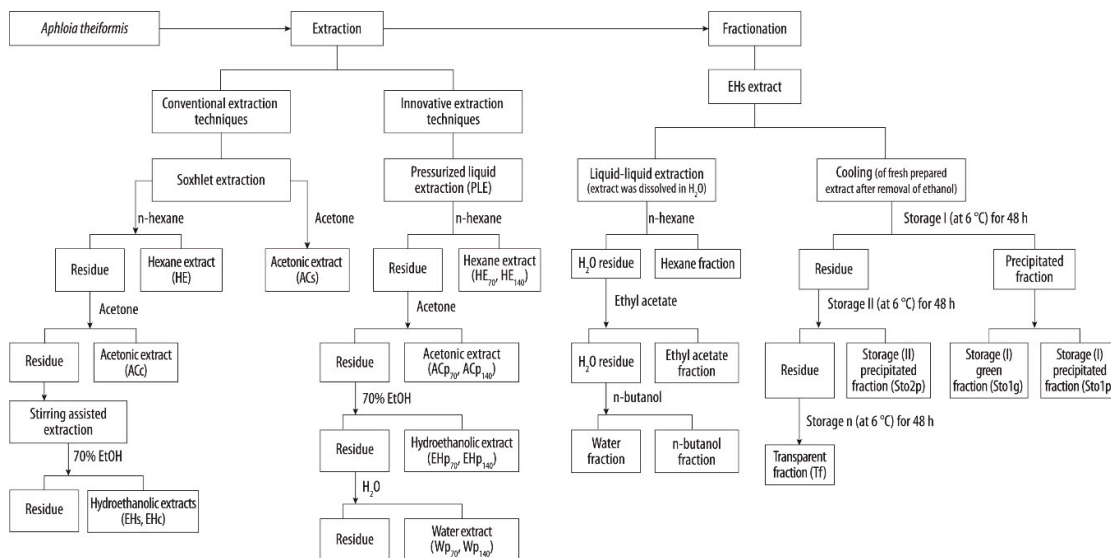 Aphloia theiformis
Extraction
Fractionation
Conventional extraction
techniques
Innovative extraction
techniques
EHs extract
Soxhlet extraction
Pressurized liquid
extraction (PLE)
Liquid-liquid extraction
(extract was dissolved in H₂O)
Cooling (of fresh prepared
extract after removal of ethanol)
n-hexane
Acetone
n-hexane
n-hexane
Storage I (at 6 °C) for 48 h
Residue
Hexane extract
(HE)
Acetonic extract
(ACs)
Residue
Hexane extract
(HE₇₀, HE₁₄₀)
H₂O residue
Hexane fraction
Residue
Precipitated
fraction
Acetone
Acetone
Ethyl acetate
Storage II (at 6 °C) for 48 h
Residue
Acetonic extract
(ACc)
Residue
Acetonic extract
(ACp₇₀, ACp₁₄₀)
H₂O residue
Ethyl acetate
fraction
Residue
Storage (II)
precipitated
fraction (Sto2p)
Storage (I)
green
fraction (Sto1g)
Storage (I)
precipitated
fraction (Sto1p)
Stirring assisted
extraction
70% EtOH
n-butanol
Storage n (at 6 °C) for 48 h
70% EtOH
Residue
Hydroethanolic extract
(EHp₇₀, EHp₁₄₀)
Water
fraction
n-butanol
fraction
Transparent
fraction (Tf)
Residue
Hydroethanolic extracts
(EHs, EHc)
H₂O
Residue
Water extract
(Wp₇₀, Wp₁₄₀)